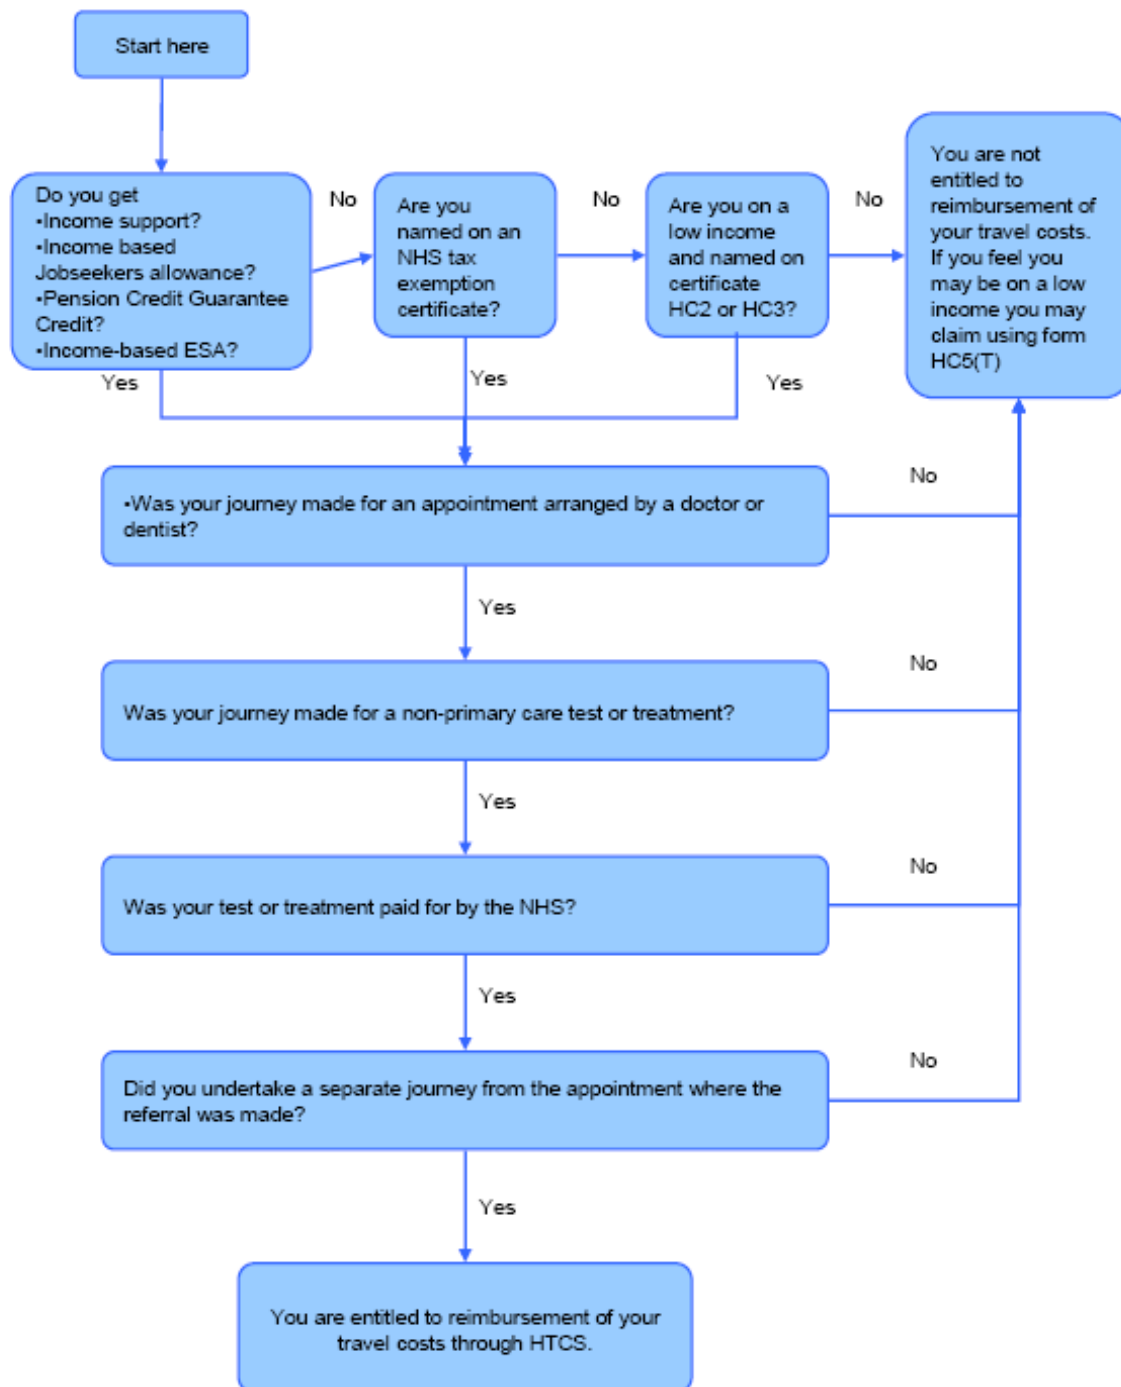 Start here
Do you get
▪Income support?
▪Income based
Jobseekers allowance?
▪Pension Credit Guarantee
Credit?
▪Income-based ESA?
No
Are you
named on an
NHS tax
exemption
certificate?
No
Are you on a
low income
and named on
certificate
HC2 or HC3?
No
You are not
entitled to
reimbursement of
your travel costs.
If you feel you
may be on a low
income you may
claim using form
HC5(T)
Yes
Yes
Yes
▪Was your journey made for an appointment arranged by a doctor or
dentist?
No
Yes
Was your journey made for a non-primary care test or treatment?
No
Yes
Was your test or treatment paid for by the NHS?
No
Yes
Did you undertake a separate journey from the appointment where the
referral was made?
No
Yes
You are entitled to reimbursement of your
travel costs through HTCS.